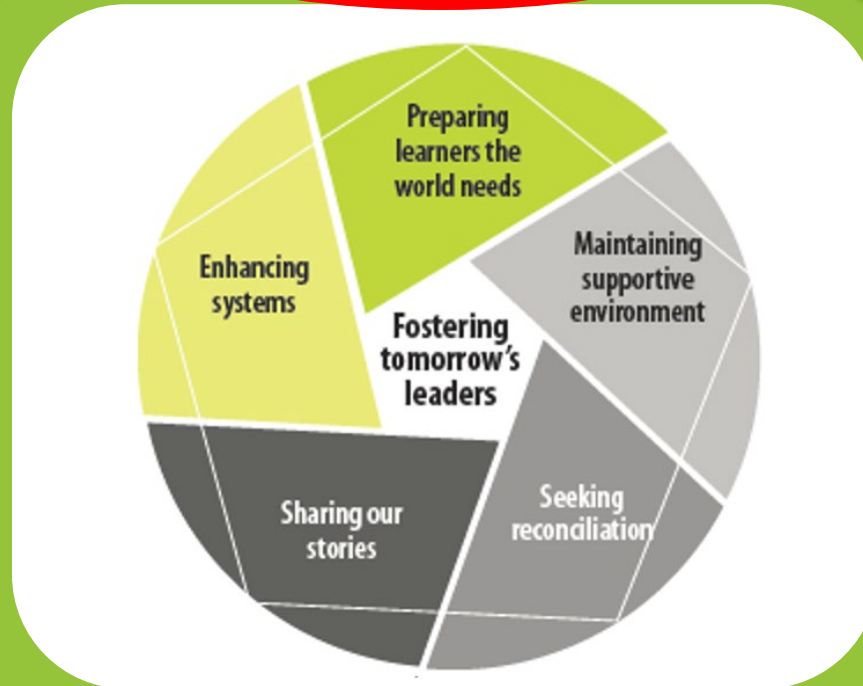 Preparing
learners the
world needs
Maintaining
supportive
environment
Enhancing
systems
Fostering
tomorrow's
leaders
Seeking
reconciliation
Sharing our
stories